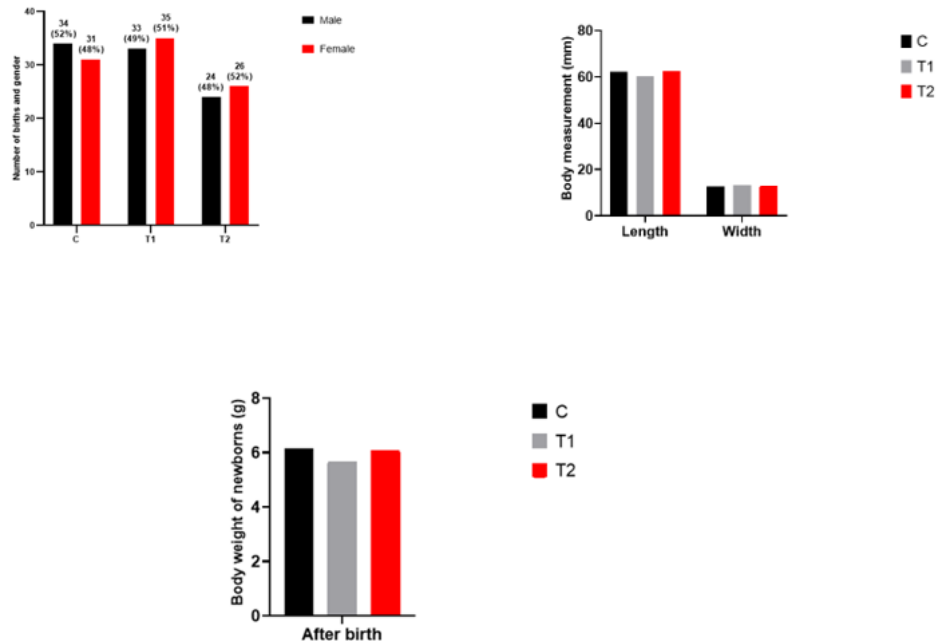 Number of births and gender
40
30
20
10
0
34
(52%)
31
(48%)
33
(49%)
35
(51%)
24
(48%)
26
(52%)
C
T1
T2
Male
Female
Body measurement (mm)
80
60
40
20
0
Length
Width
C
T1
T2
Body weight of newborns (g)
8
6
4
2
0
After birth
C
T1
T2